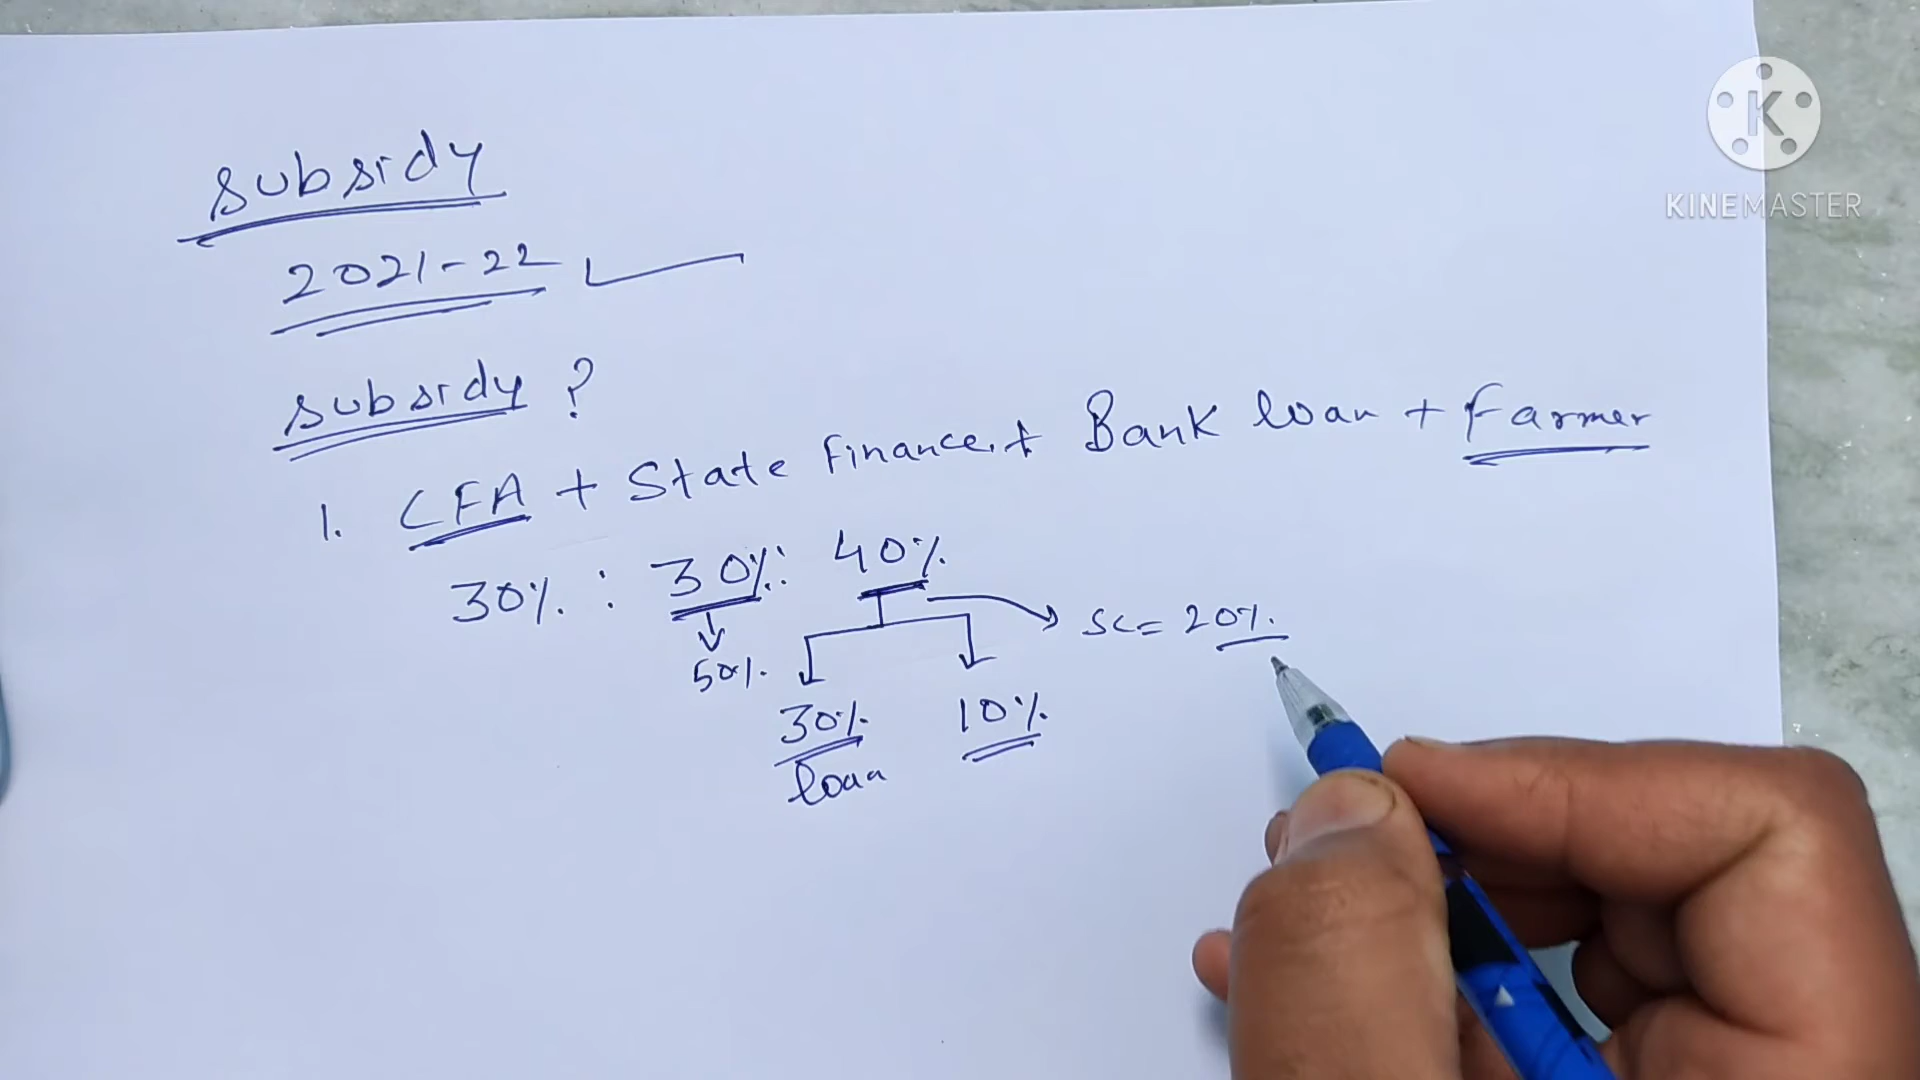 subsidy
2021-22
subsidy ?
1. CFA + State Finance + Bank loan + Farmer
30% : 30% : 40%
50%
SC = 20%
30% 10%
loan
K
KINEMASTER